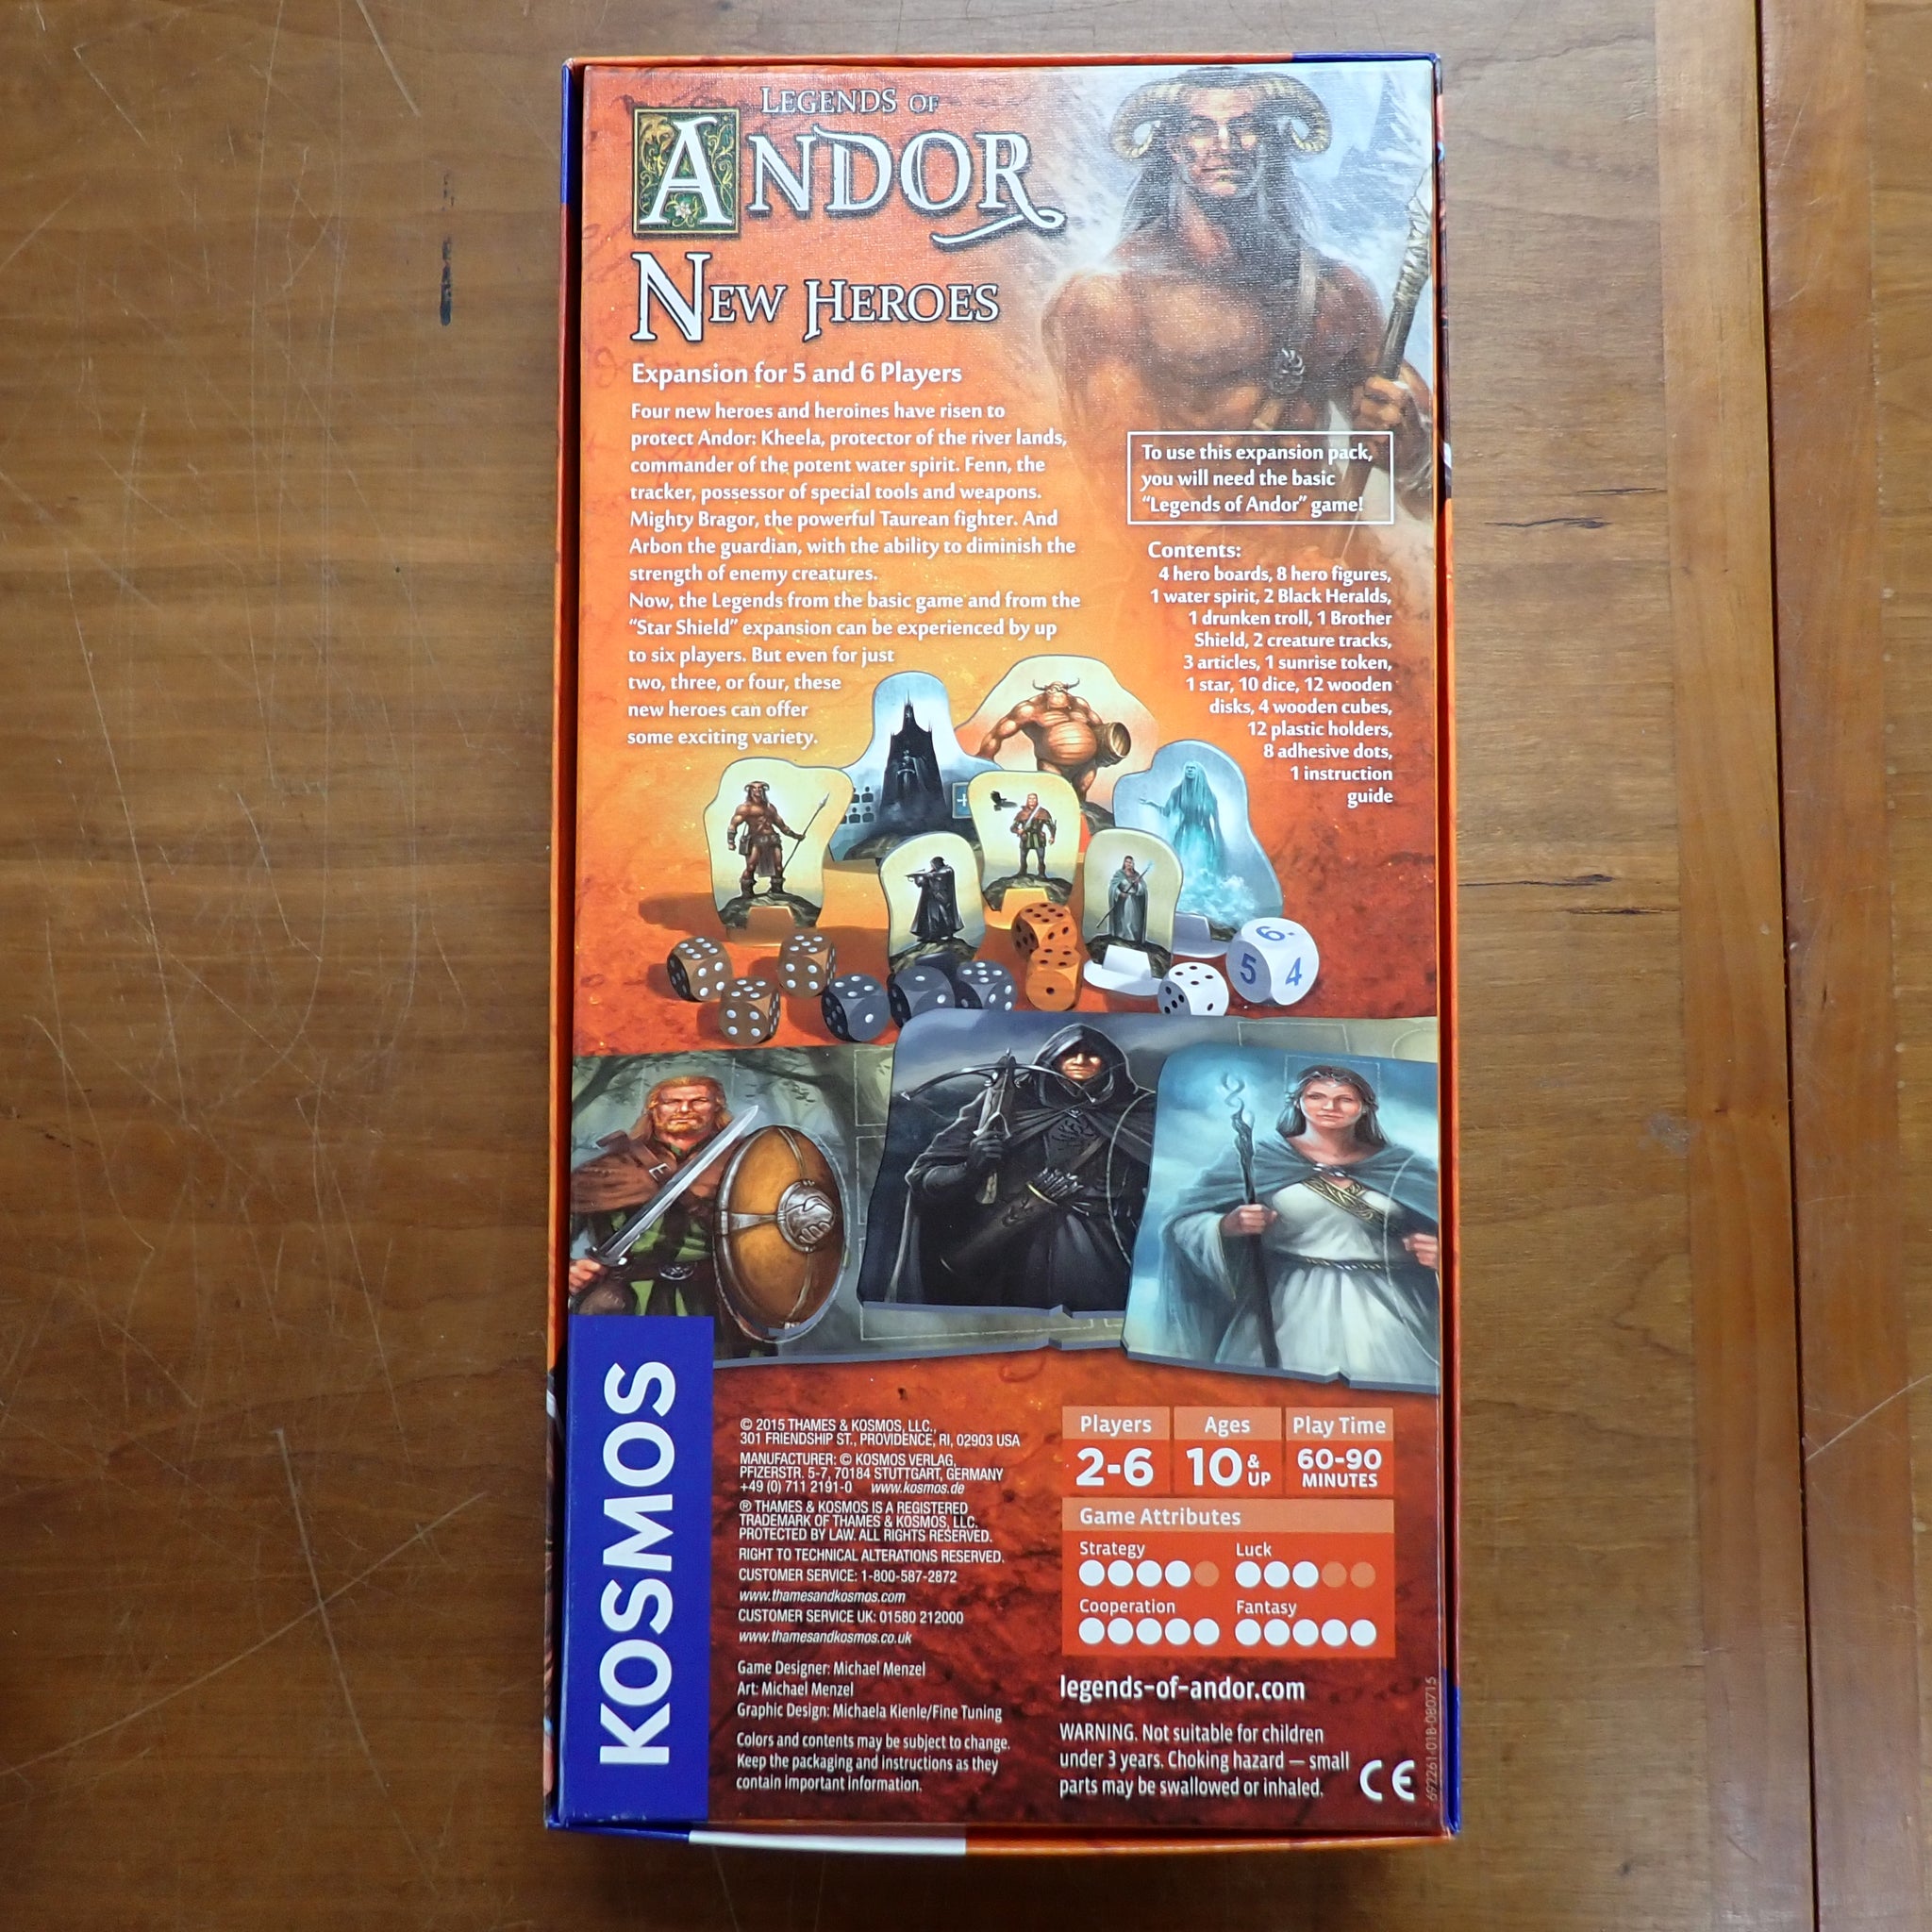 LEGENDS OF
ANDOR
NEW HEROES
Expansion for 5 and 6 Players
Four new heroes and heroines have risen to
protect Andor: Kheela, protector of the river lands,
commander of the potent water spirit. Fenn, the
tracker, possessor of special tools and weapons.
Mighty Bragor, the powerful Taurean fighter. And
Arbon the guardian, with the ability to diminish the
strength of enemy creatures.
Now, the Legends from the basic game and from the
“Star Shield” expansion can be experienced by up
to six players. But even for just
two, three, or four, these
new heroes can offer
some exciting variety.
To use this expansion pack,
you will need the basic
“Legends of Andor” game!
Contents:
4 hero boards, 8 hero figures,
1 water spirit, 2 Black Heralds,
1 drunken troll, 1 Brother
Shield, 2 creature tracks,
3 articles, 1 sunrise token,
1 star, 10 dice, 12 wooden
disks, 4 wooden cubes,
12 plastic holders,
8 adhesive dots,
1 instruction
guide
6.
5 4
KOSMOS
© 2015 THAMES & KOSMOS, LLC.,
301 FRIENDSHIP ST., PROVIDENCE, RI, 02903 USA
MANUFACTURER: © KOSMOS VERLAG,
PFIZERSTR. 5-7, 70184 STUTTGART, GERMANY
+49 (0) 711 2191-0 www.kosmos.de
® THAMES & KOSMOS IS A REGISTERED
TRADEMARK OF THAMES & KOSMOS, LLC.
PROTECTED BY LAW. ALL RIGHTS RESERVED.
RIGHT TO TECHNICAL ALTERATIONS RESERVED.
CUSTOMER SERVICE: 1-800-587-2872
www.thamesandkosmos.com
CUSTOMER SERVICE UK: 01580 212000
www.thamesandkosmos.co.uk
Game Designer: Michael Menzel
Art: Michael Menzel
Graphic Design: Michaela Kienle/Fine Tuning
Colors and contents may be subject to change.
Keep the packaging and instructions as they
contain important information.
Players Ages Play Time
2-6 10 & UP 60-90 MINUTES
Game Attributes
Strategy Luck
Cooperation Fantasy
legends-of-andor.com
WARNING. Not suitable for children
under 3 years. Choking hazard — small
parts may be swallowed or inhaled.
CE
692261-01B-080715